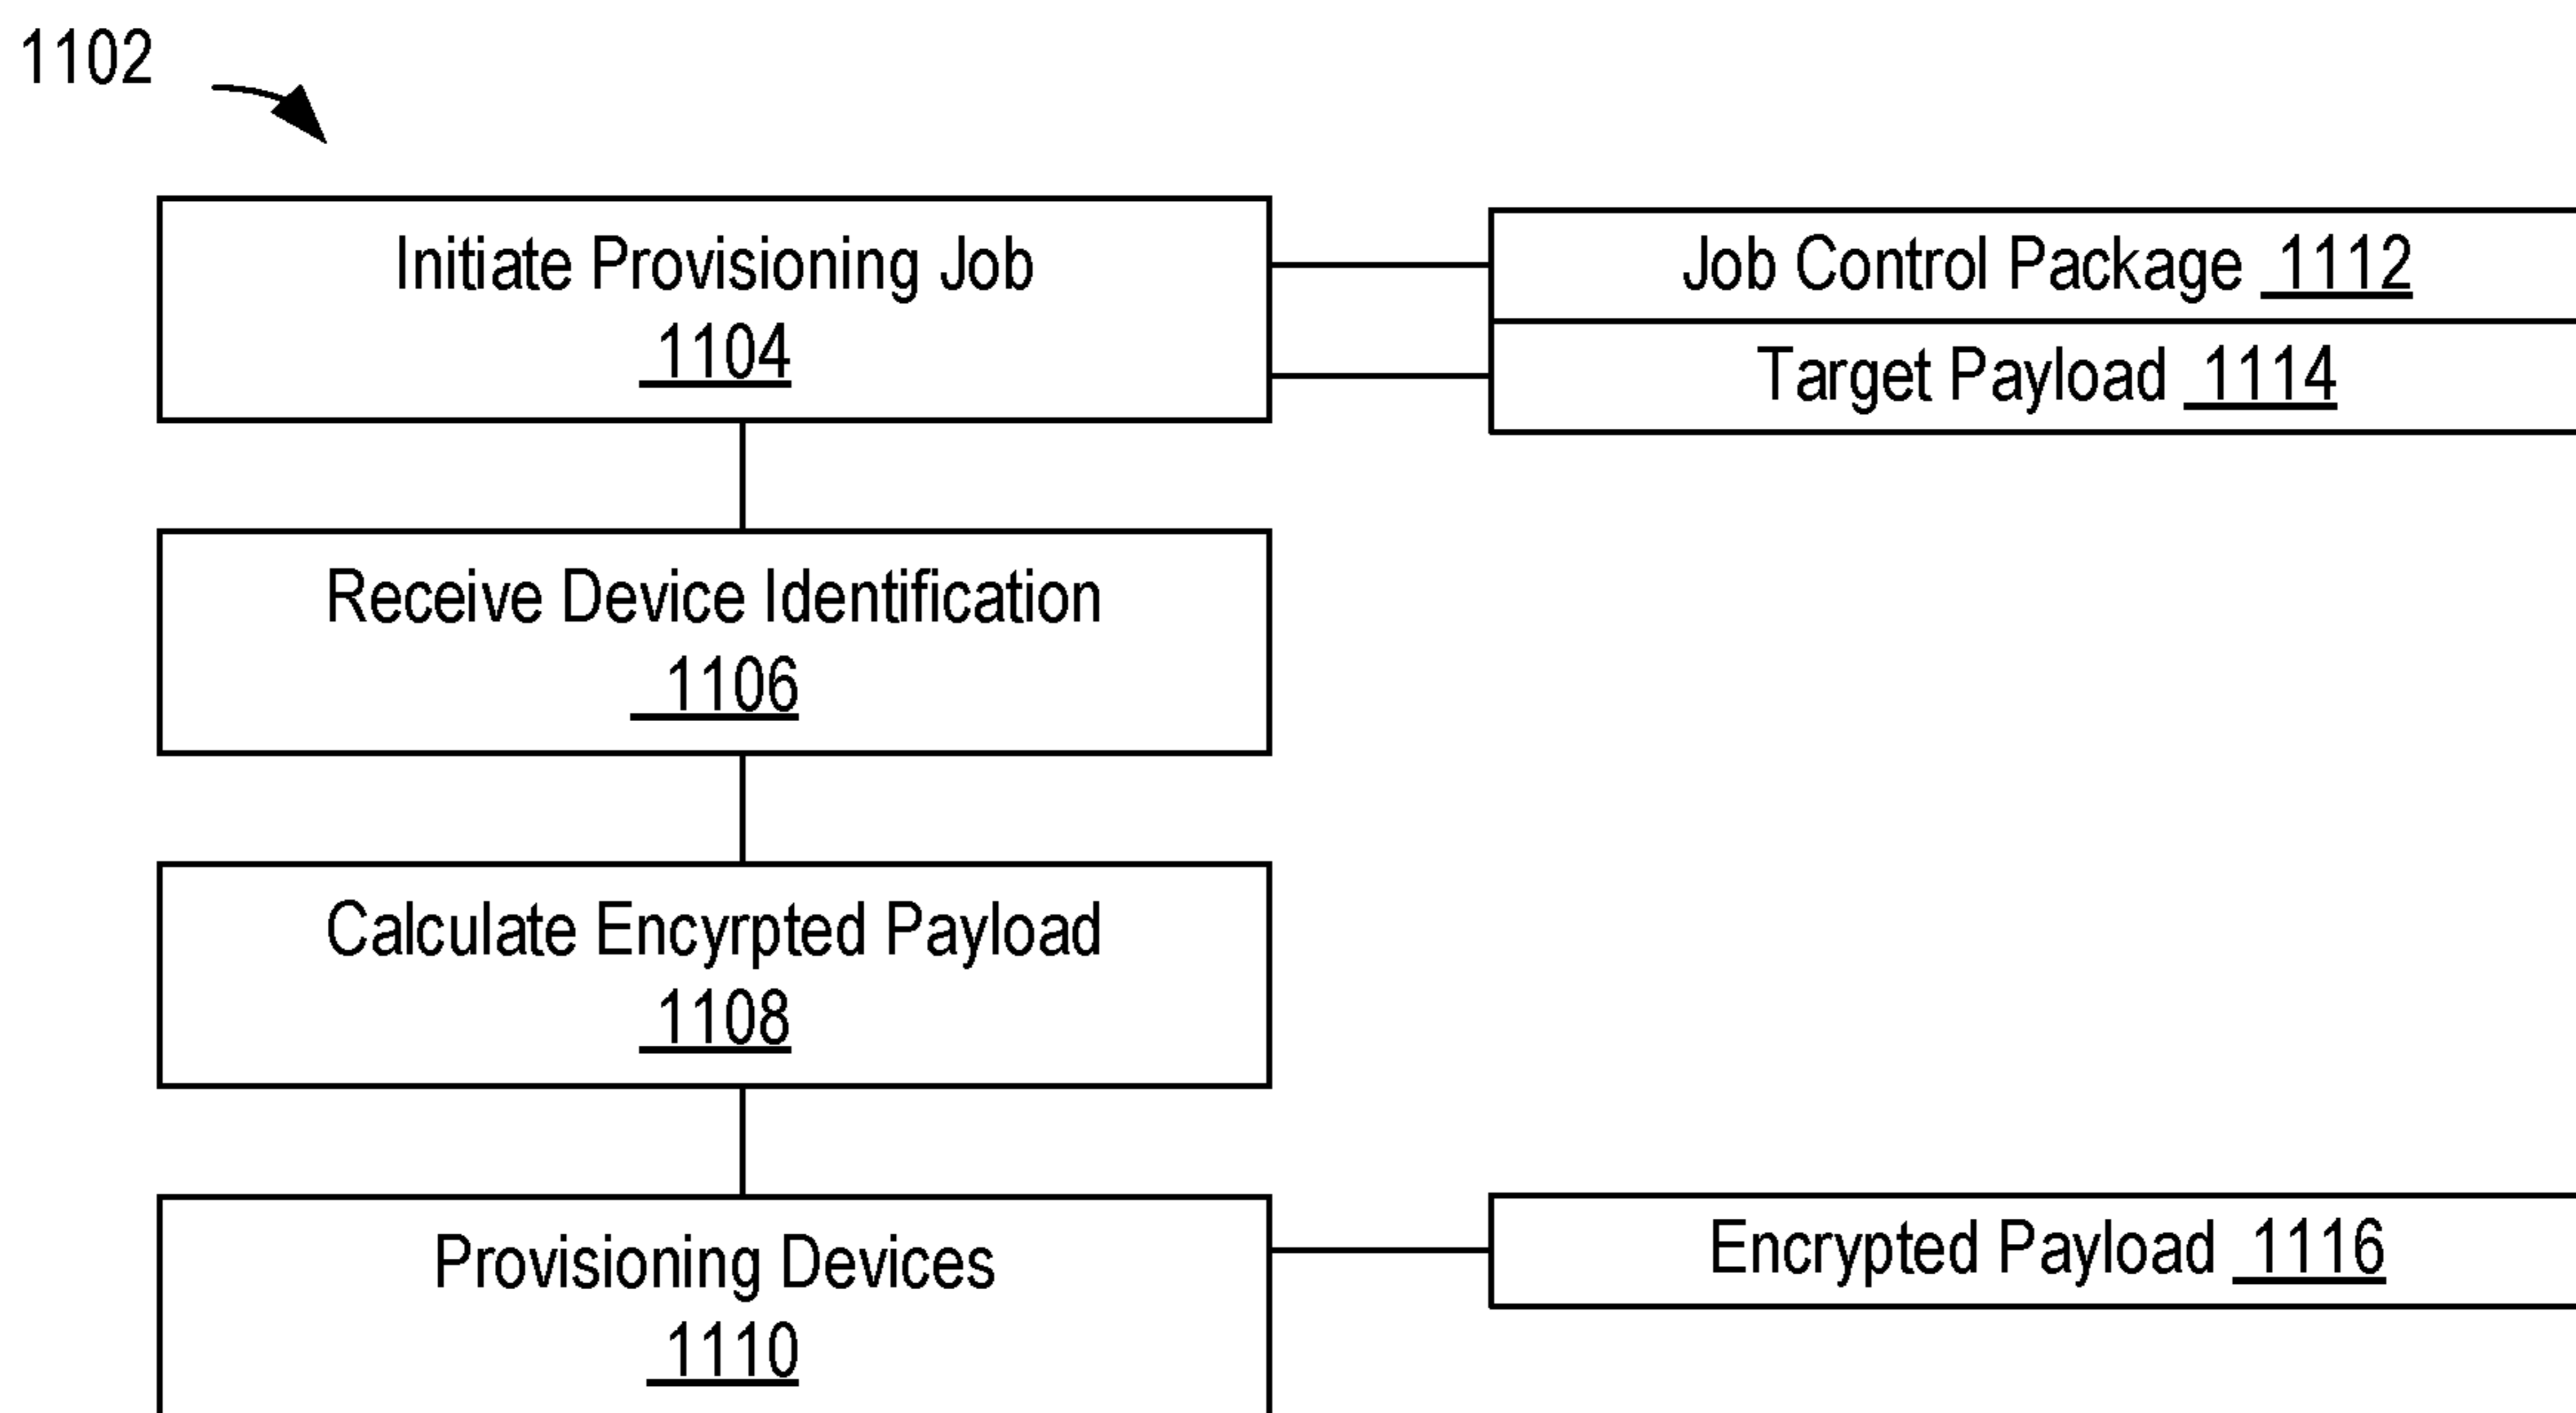 1102
Initiate Provisioning Job
1104
Job Control Package 1112
Target Payload 1114
Receive Device Identification
1106
Calculate Encyrpted Payload
1108
Provisioning Devices
1110
Encrypted Payload 1116